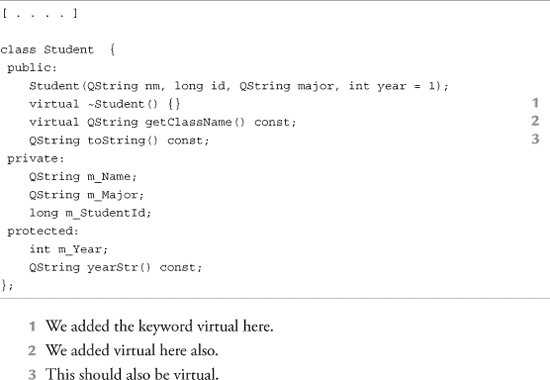 [ . . . . ]
class Student  {
 public:
    Student(QString nm, long id, QString major, int year = 1);
    virtual ~Student() {} 1
    virtual QString getClassName() const; 2
    QString toString() const; 3
 private:
    QString m_Name;
    QString m_Major;
    long m_StudentId;
 protected:
    int m_Year;
    QString yearStr() const;
};
1 We added the keyword virtual here.
2 We added virtual here also.
3 This should also be virtual.